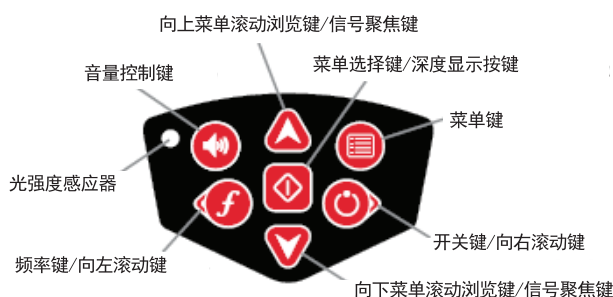 向上菜单滚动浏览键/信号聚焦键
菜单选择键/深度显示按键
音量控制键
菜单键
光强度感应器
f
开关键/向右滚动键
频率键/向左滚动键
向下菜单滚动浏览键/信号聚焦键